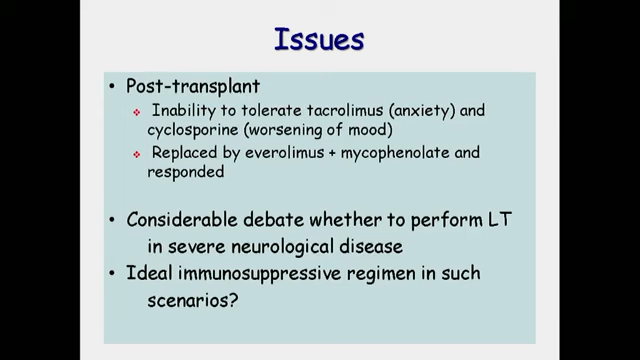 Issues
• Post-transplant
❖ Inability to tolerate tacrolimus (anxiety) and
cyclosporine (worsening of mood)
❖ Replaced by everolimus + mycophenolate and
responded
• Considerable debate whether to perform LT
in severe neurological disease
• Ideal immunosuppressive regimen in such
scenarios?